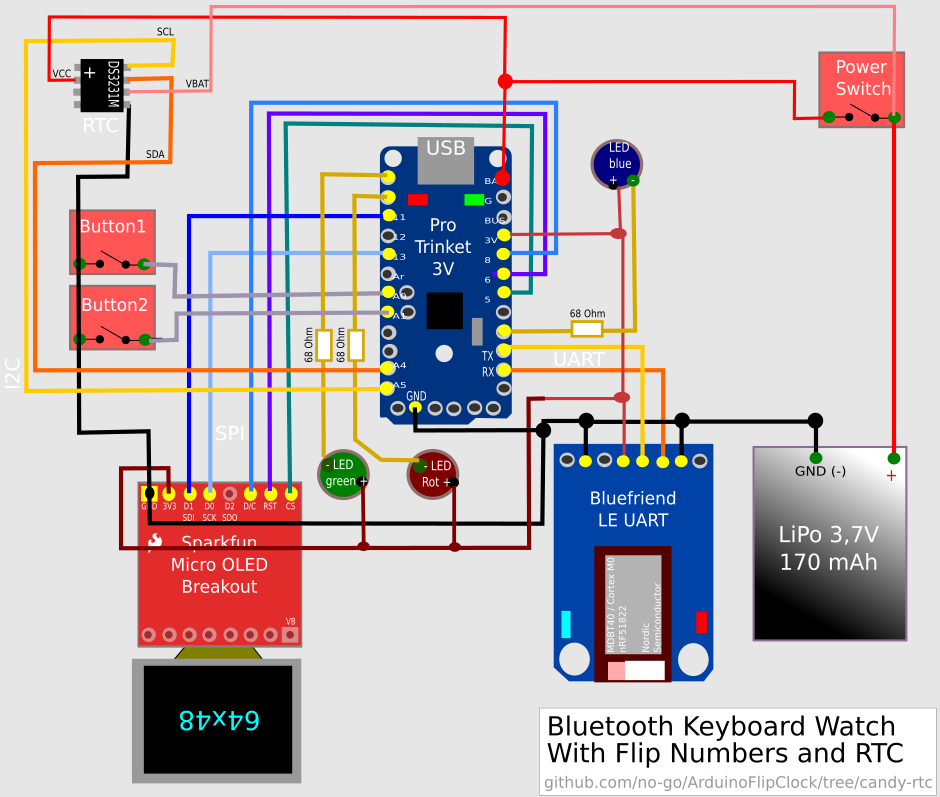 SCL
VCC
+
DS3231M
RTC
VBAT
SDA
Power
Switch
USB
LED
blue
+
-
BA
G
BUS
3V
8
6
5
TX
RX
11
12
13
Ar
A0
A1
A4
A5
GND
Pro
Trinket
3V
Button1
Button2
68 Ohm
68 Ohm
68 Ohm
UART
I2C
SPI
- LED
green+
- LED
Rot +
GND
3V3
D1
SDI
D0
SCK
D2
SDO
D/C
RST
CS
Sparkfun
Micro OLED
Breakout
VB
64x48
Bluefriend
LE UART
MDBT40 / Cortex M0
nRF51822
Nordic
Semiconductor
GND (-)
+
LiPo 3,7V
170 mAh
Bluetooth Keyboard Watch
With Flip Numbers and RTC
github.com/no-go/ArduinoFlipClock/tree/candy-rtc